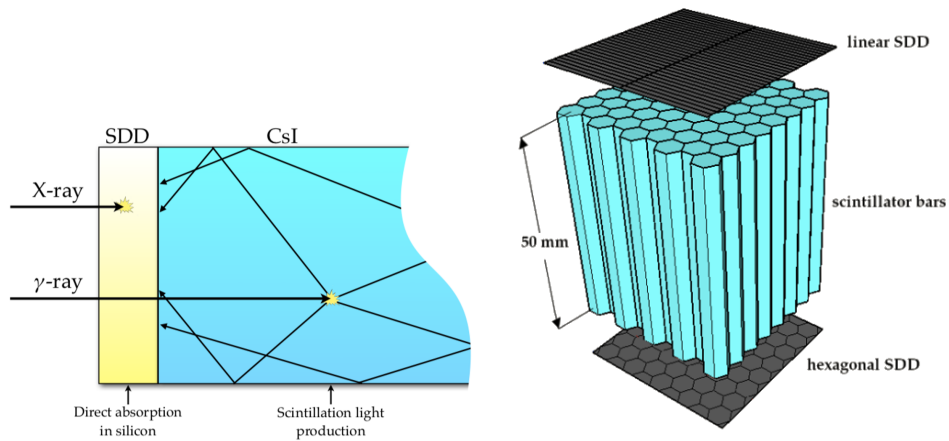 SDD
CsI
X-ray
γ-ray
Direct absorption
in silicon
Scintillation light
production
linear SDD
scintillator bars
50 mm
hexagonal SDD